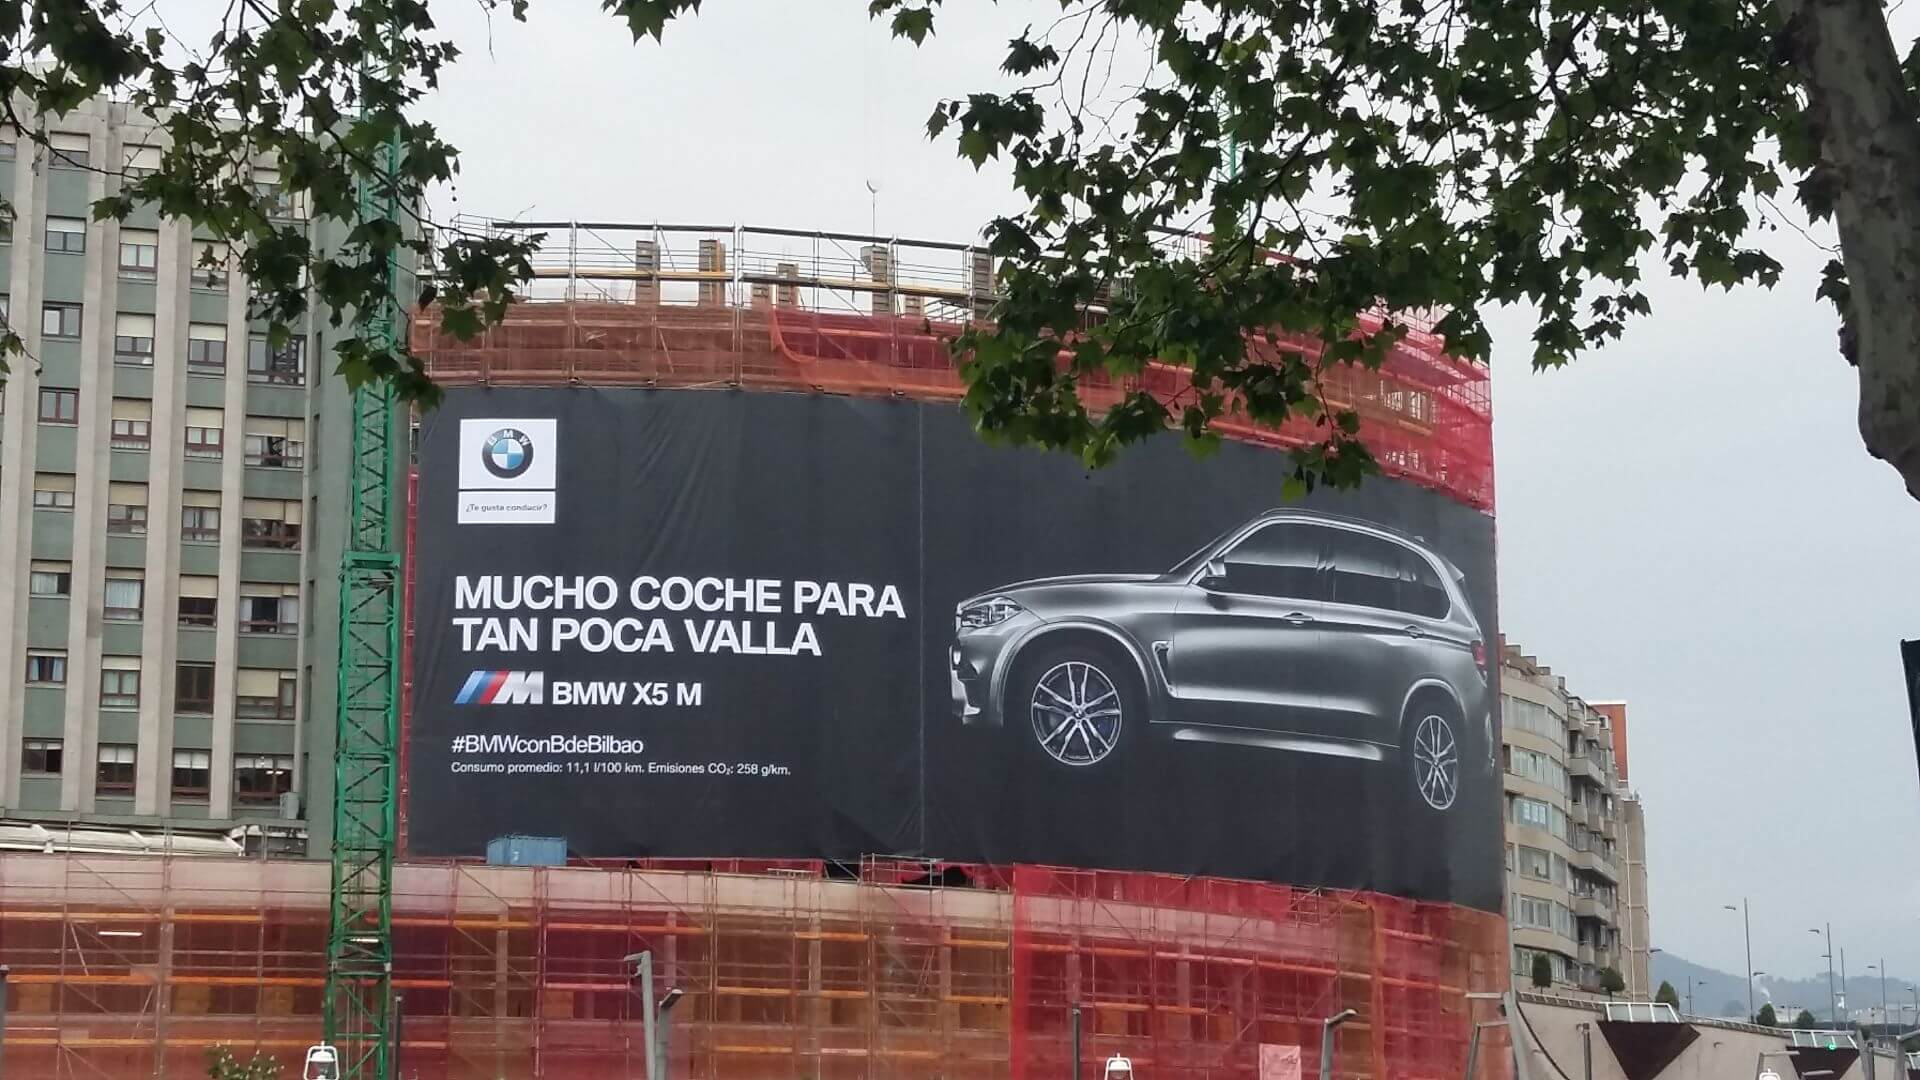 BMW
¿Te gusta conducir?
MUCHO COCHE PARA
TAN POCA VALLA
M BMW X5 M
#BMWconBdeBilbao
Consumo promedio: 11,1 l/100 km. Emisiones CO₂: 258 g/km.